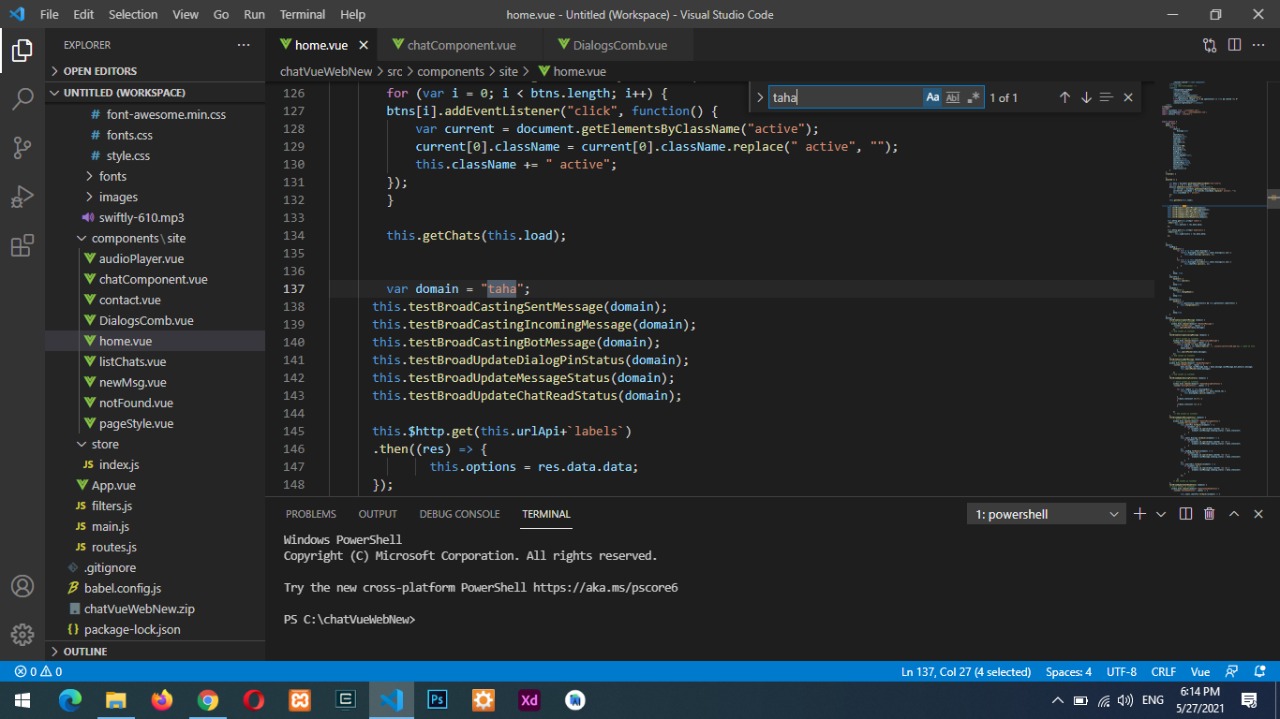 File Edit Selection View Go Run Terminal Help
home.vue - Untitled (Workspace) - Visual Studio Code
EXPLORER
OPEN EDITORS
UNTITLED (WORKSPACE)
font-awesome.min.css
fonts.css
style.css
fonts
images
swiftly-610.mp3
components\site
audioPlayer.vue
chatComponent.vue
contact.vue
DialogsComb.vue
home.vue
listChats.vue
newMsg.vue
notFound.vue
pageStyle.vue
store
index.js
App.vue
filters.js
main.js
routes.js
.gitignore
babel.config.js
chatVueWebNew.zip
package-lock.json
OUTLINE
home.vue chatComponent.vue DialogsComb.vue
chatVueWebNew > src > components > site > home.vue
taha Aa 1 of 1
126 for (var i = 0; i < btns.length; i++) {
127 btns[i].addEventListener("click", function() {
128 var current = document.getElementsByClassName("active");
129 current[0].className = current[0].className.replace(" active", "");
130 this.className += " active";
131 });
132 }
133
134 this.getChats(this.load);
135
136
137 var domain = "taha";
138 this.testBroadCastingSentMessage(domain);
139 this.testBroadCastingIncomingMessage(domain);
140 this.testBroadCastingBotMessage(domain);
141 this.testBroadUpdateDialogPinStatus(domain);
142 this.testBroadUpdateMessageStatus(domain);
143 this.testBroadUpdateChatReadStatus(domain);
144
145 this.$http.get(this.urlApi+`labels`)
146 .then((res) => {
147 this.options = res.data.data;
148 });
PROBLEMS OUTPUT DEBUG CONSOLE TERMINAL
1: powershell
Windows PowerShell
Copyright (C) Microsoft Corporation. All rights reserved.
Try the new cross-platform PowerShell https://aka.ms/pscore6
PS C:\chatVueWebNew>
0 0
Ln 137, Col 27 (4 selected) Spaces: 4 UTF-8 CRLF Vue
Ps Xd
ENG
6:14 PM
5/27/2021